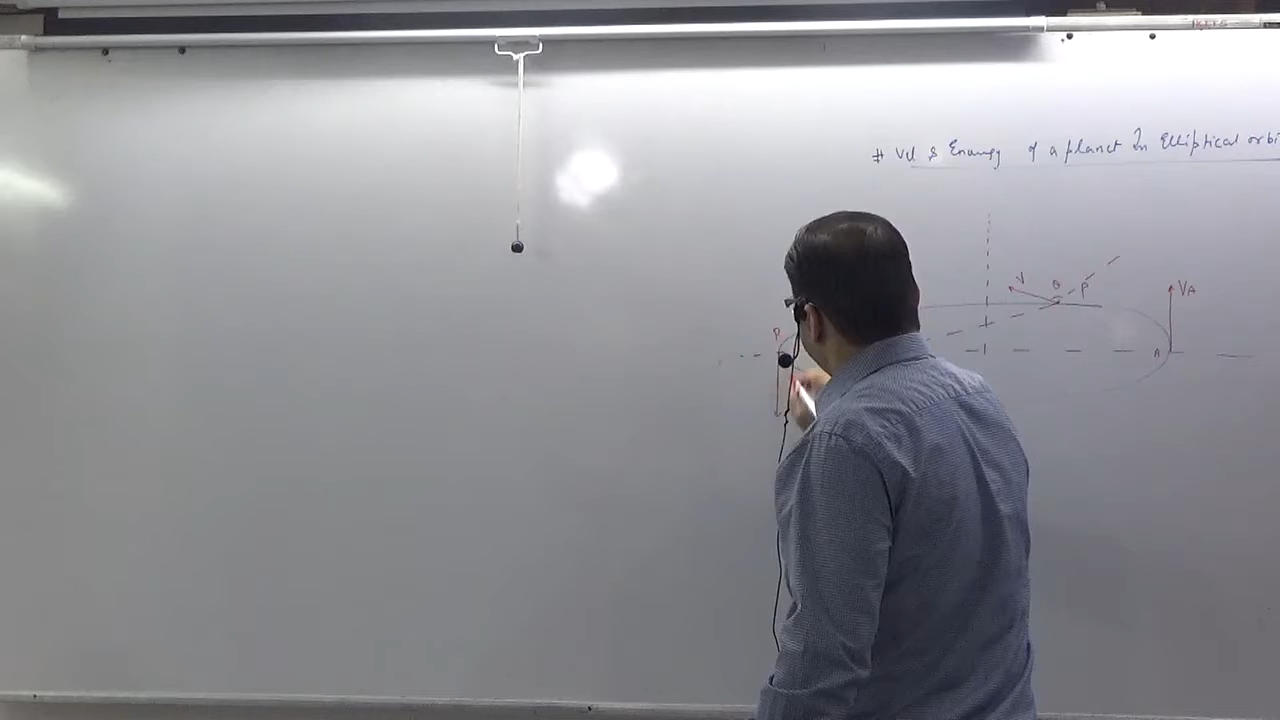 # Vel & Energy of a planet In Elliptical orbi
V θ P VA
P
A